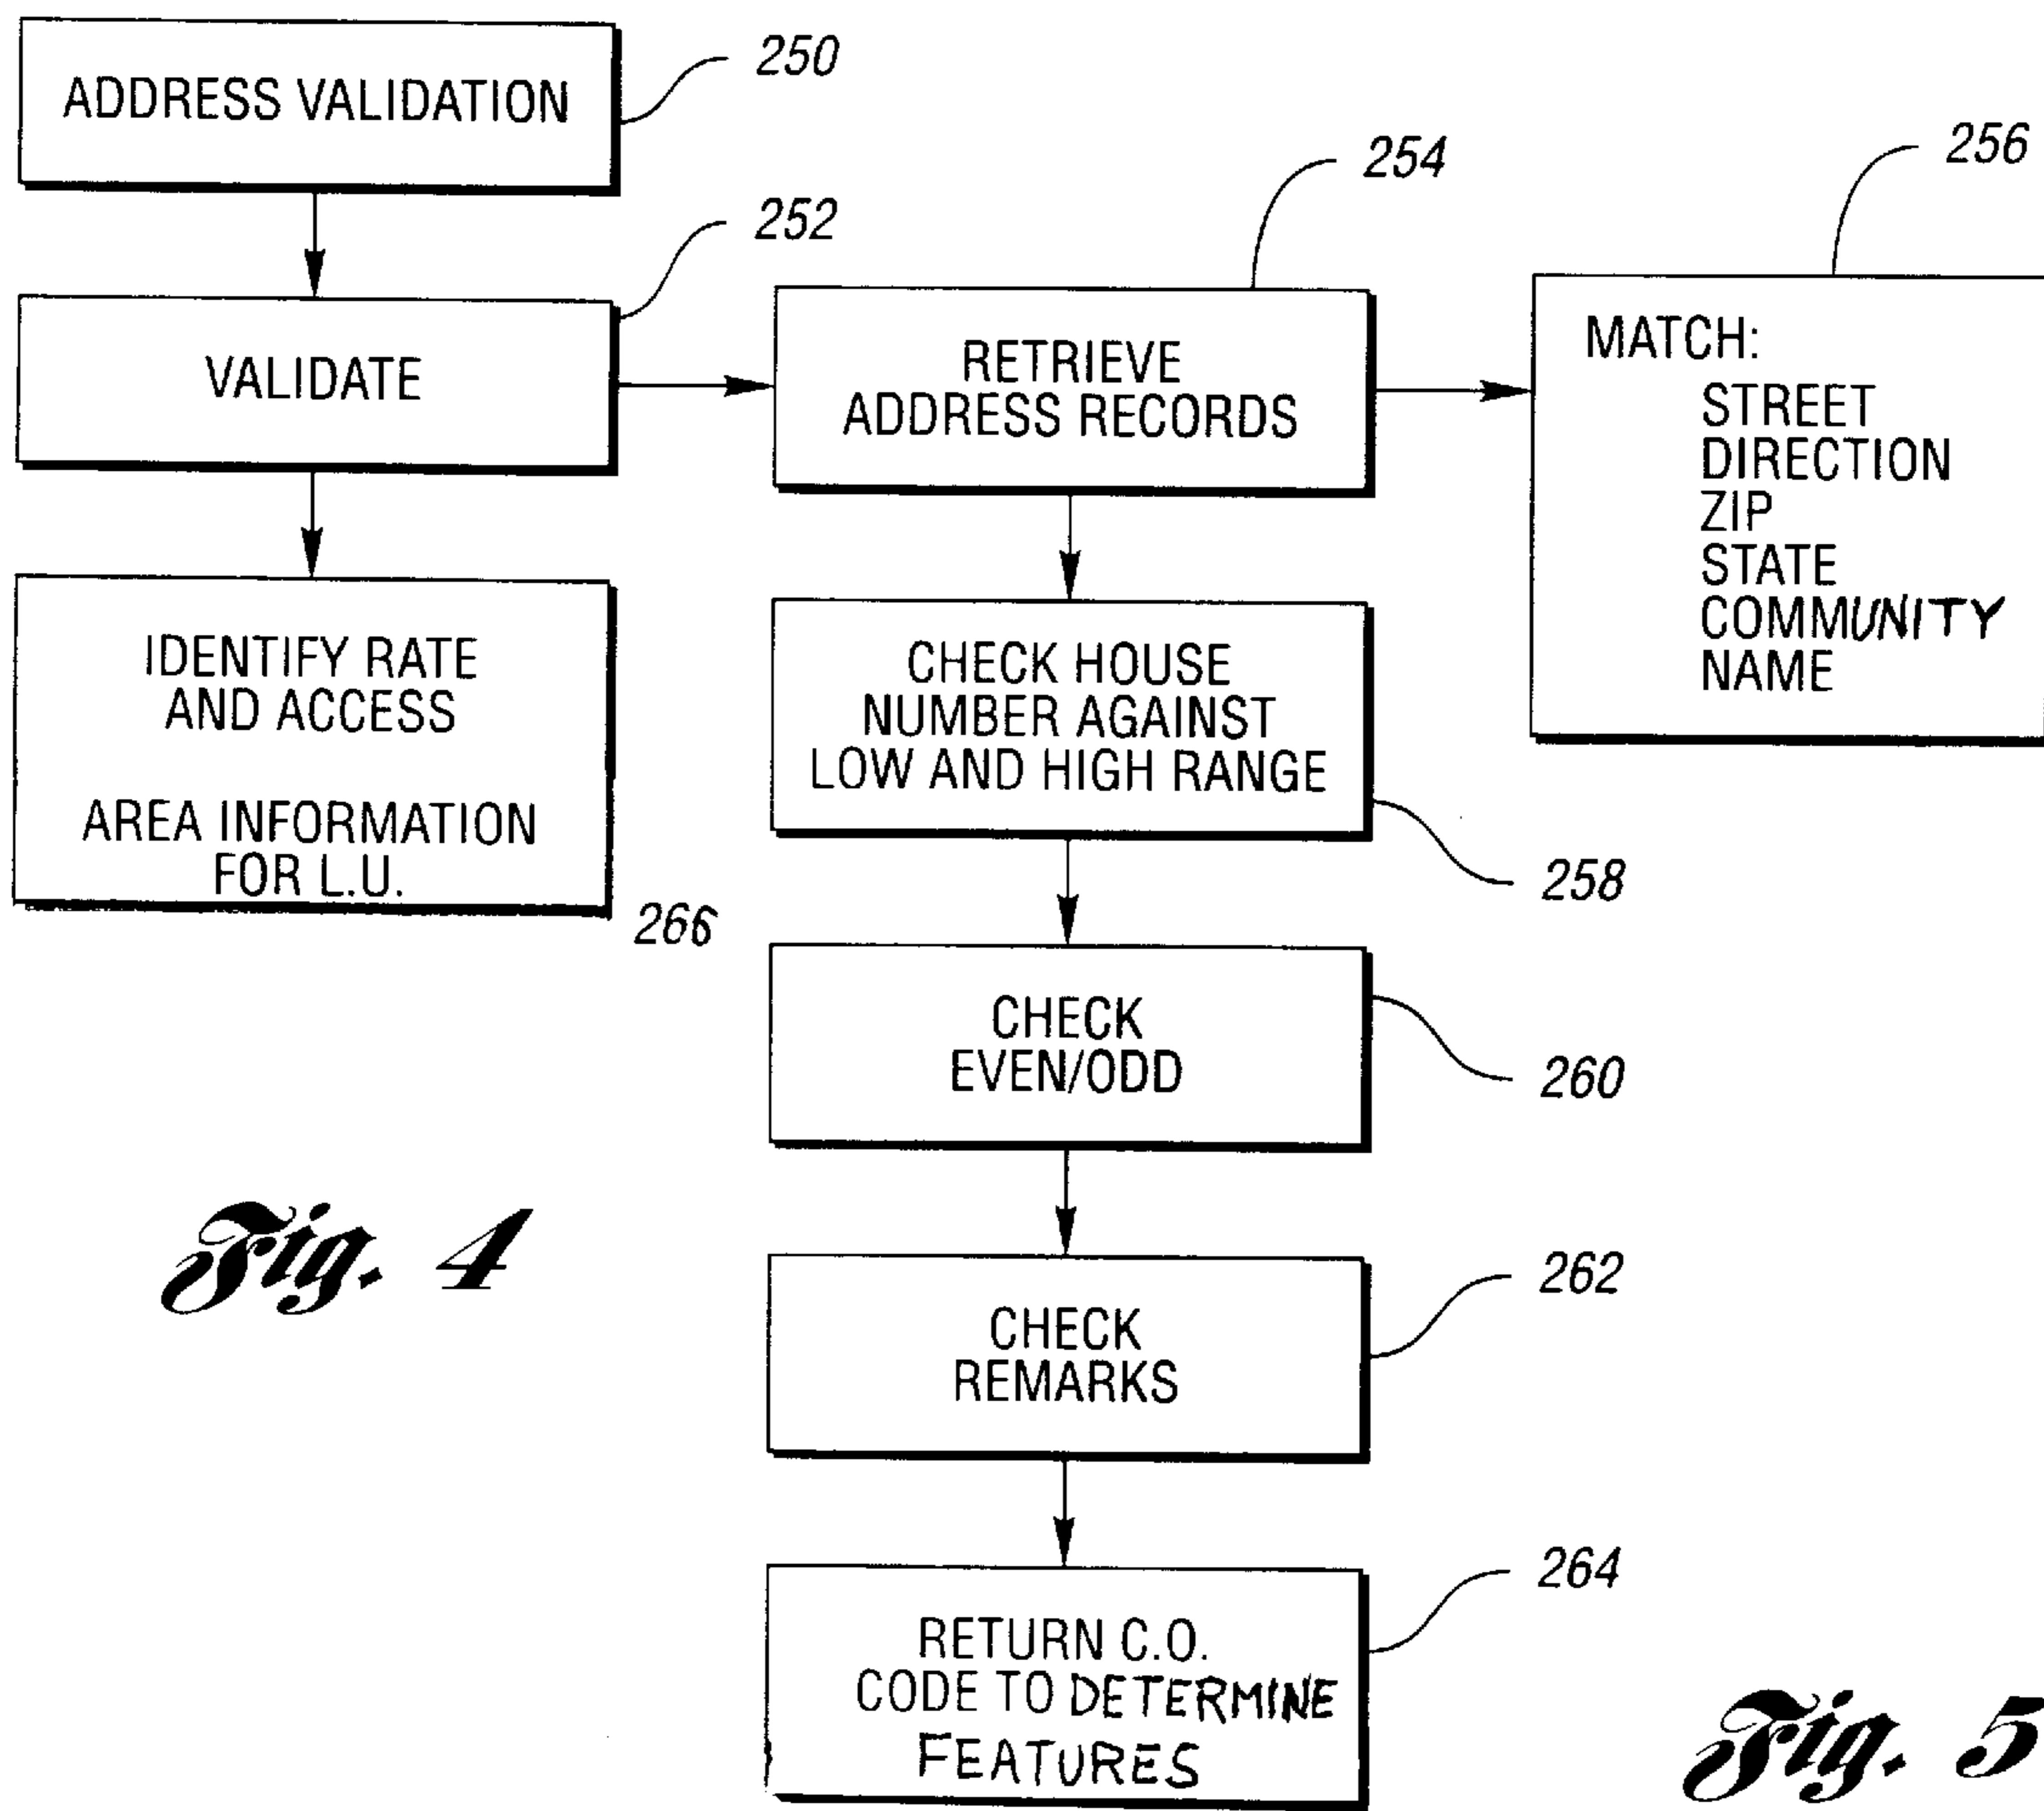 ADDRESS VALIDATION
250
VALIDATE
252
IDENTIFY RATE
AND ACCESS
AREA INFORMATION
FOR L.U.
266
RETRIEVE
ADDRESS RECORDS
254
MATCH:
STREET
DIRECTION
ZIP
STATE
COMMUNITY
NAME
256
CHECK HOUSE
NUMBER AGAINST
LOW AND HIGH RANGE
258
CHECK
EVEN/ODD
260
CHECK
REMARKS
262
RETURN C.O.
CODE TO DETERMINE
FEATURES
264
Fig. 4
Fig. 5